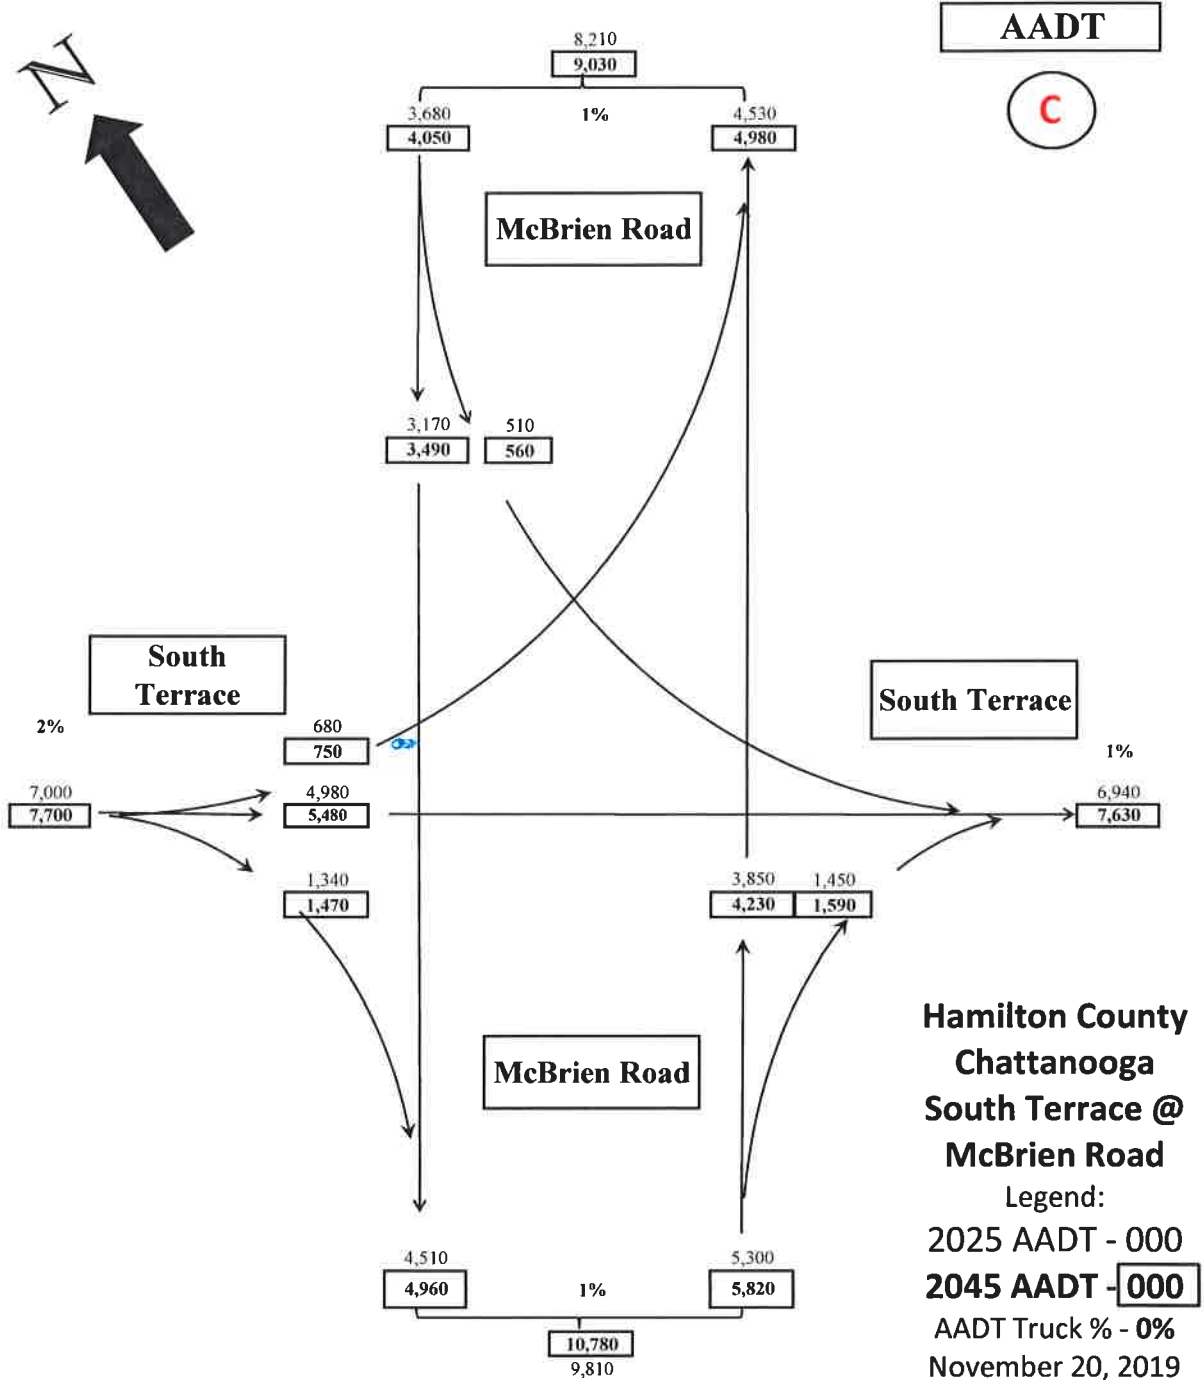 N
AADT
C
8,210
9,030
3,680
4,050
1%
4,530
4,980
McBrien Road
3,170
3,490
510
560
South
Terrace
2%
680
750
7,000
7,700
4,980
5,480
1,340
1,470
South Terrace
1%
6,940
7,630
3,850
4,230
1,450
1,590
McBrien Road
4,510
4,960
1%
5,300
5,820
10,780
9,810
Hamilton County
Chattanooga
South Terrace @
McBrien Road
Legend:
2025 AADT - 000
2045 AADT - 000
AADT Truck % - 0%
November 20, 2019